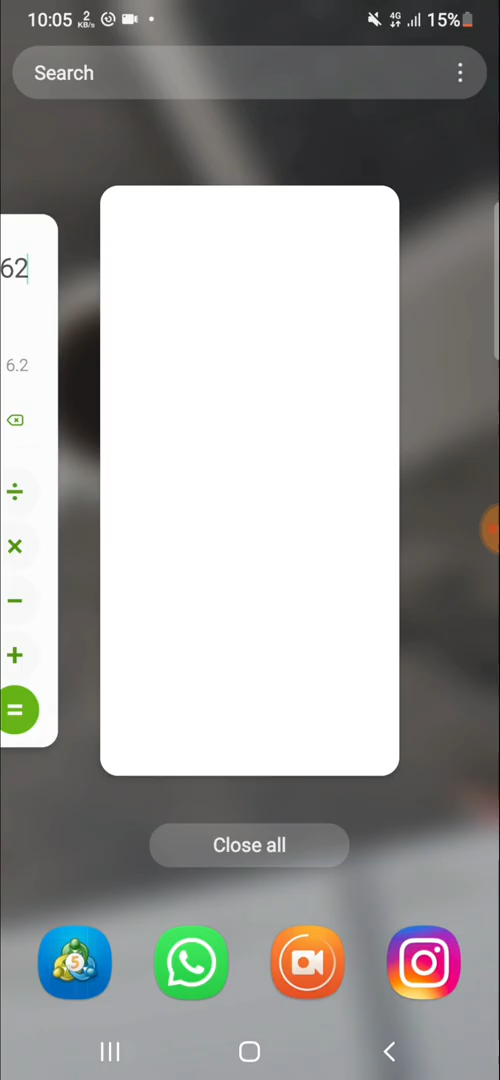 10:05 2 KB/s 4G 15%
Search
62
6.2
÷
×
−
+
=
Close all
5